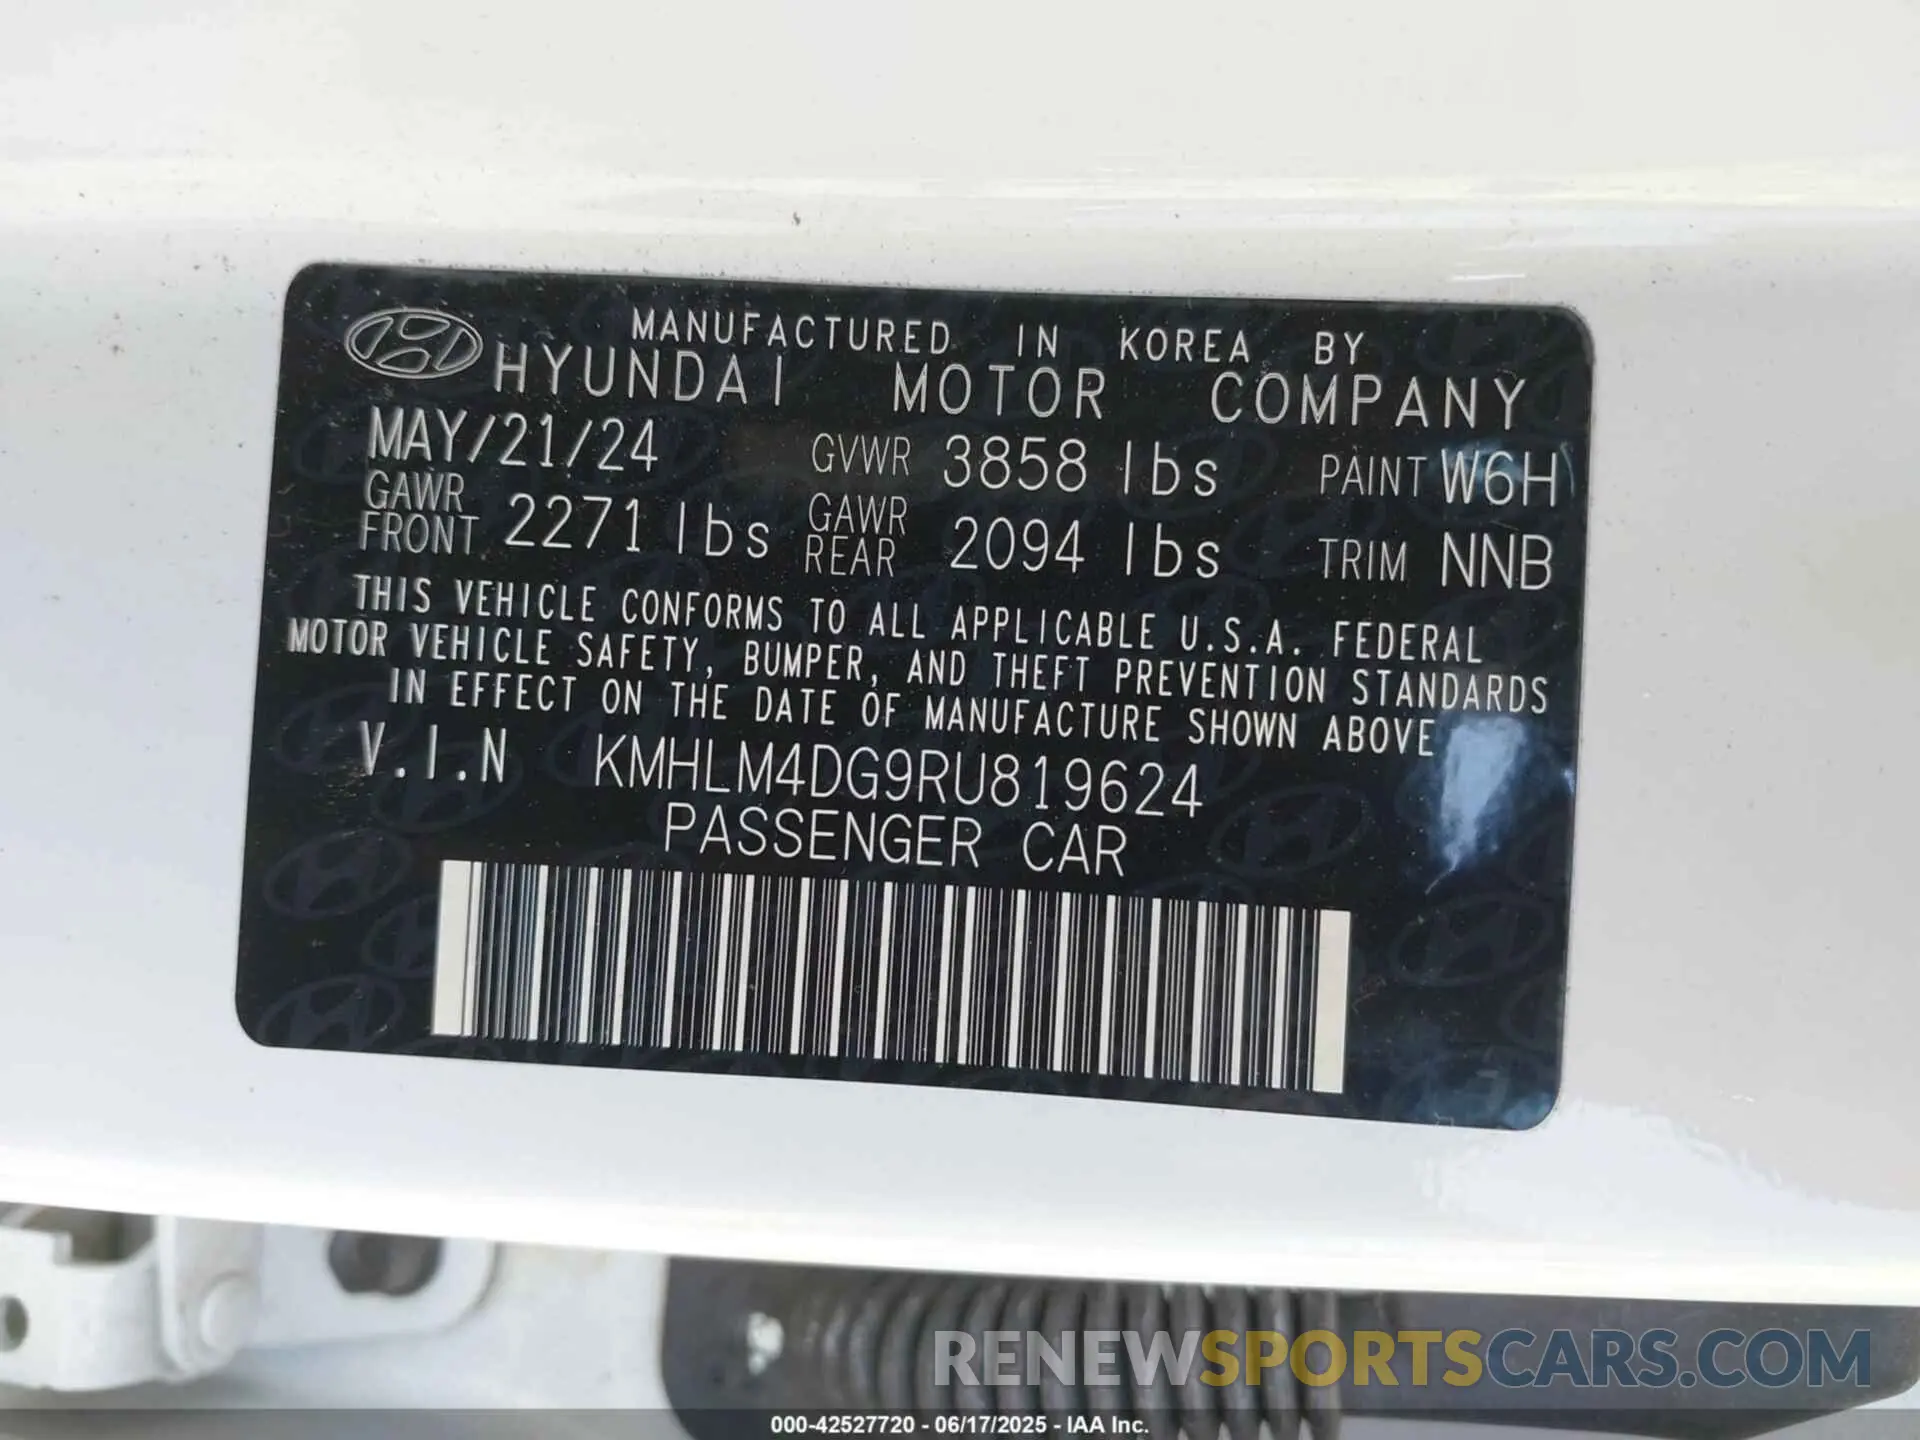 MANUFACTURED IN KOREA BY
HYUNDAI MOTOR COMPANY
MAY/21/24 GVWR 3858 lbs PAINT W6H
GAWR FRONT 2271 lbs GAWR REAR 2094 lbs TRIM NNB
THIS VEHICLE CONFORMS TO ALL APPLICABLE U.S.A. FEDERAL
MOTOR VEHICLE SAFETY, BUMPER, AND THEFT PREVENTION STANDARDS
IN EFFECT ON THE DATE OF MANUFACTURE SHOWN ABOVE
V.I.N KMHLM4DG9RU819624
PASSENGER CAR
RENEWSPORTSCARS.COM
000-42527720 - 06/17/2025 - IAA Inc.